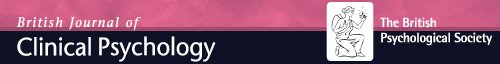 British Journal of
Clinical Psychology
The British
Psychological Society